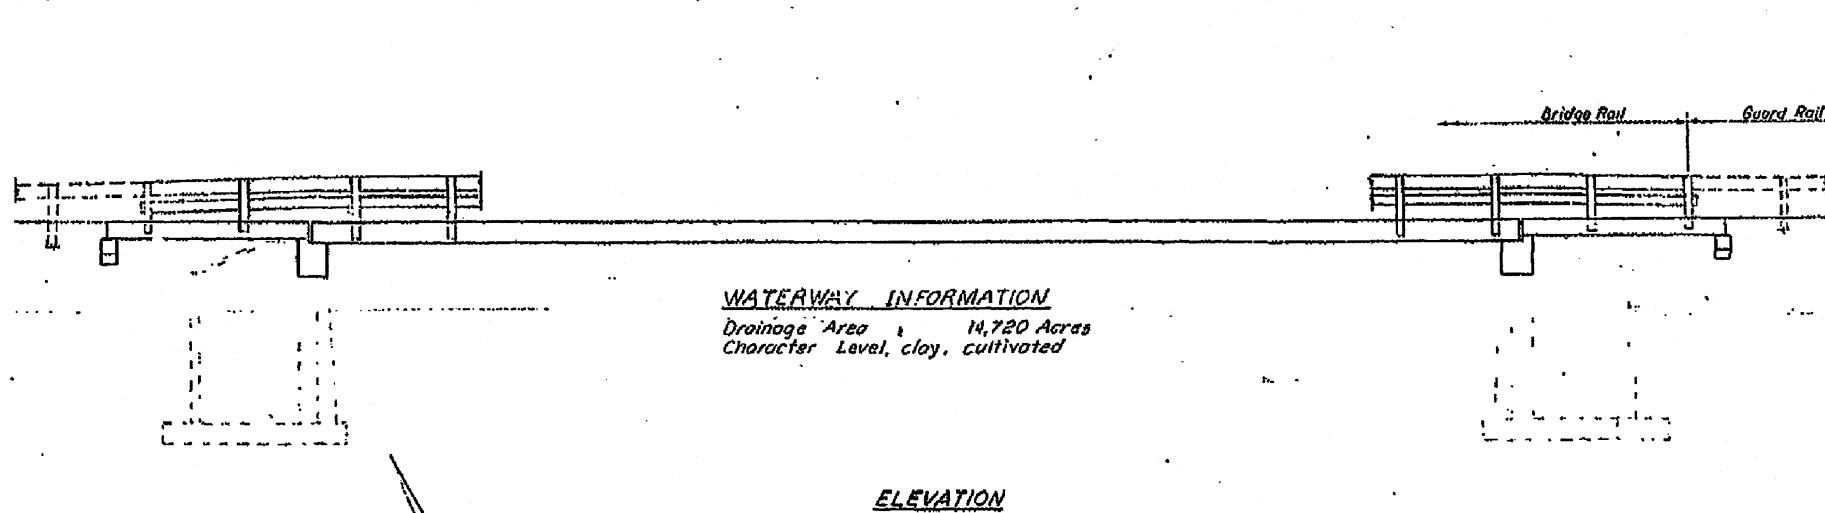 Bridge Rail Guard Rail
WATERWAY INFORMATION
Drainage Area 14,720 Acres
Character Level, clay, cultivated
ELEVATION